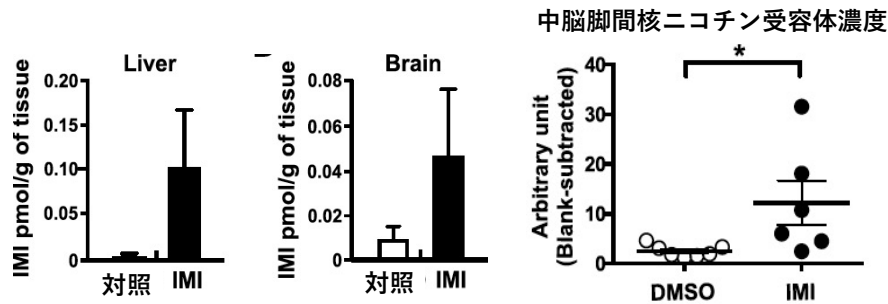 中脳脚間核ニコチン受容体濃度
Liver
IMI pmol/g of tissue
0.20
0.15
0.10
0.05
0
対照 IMI
Brain
IMI pmol/g of tissue
0.08
0.06
0.04
0.02
0
対照 IMI
*
Arbitrary unit
(Blank-subtracted)
40
30
20
10
0
DMSO IMI